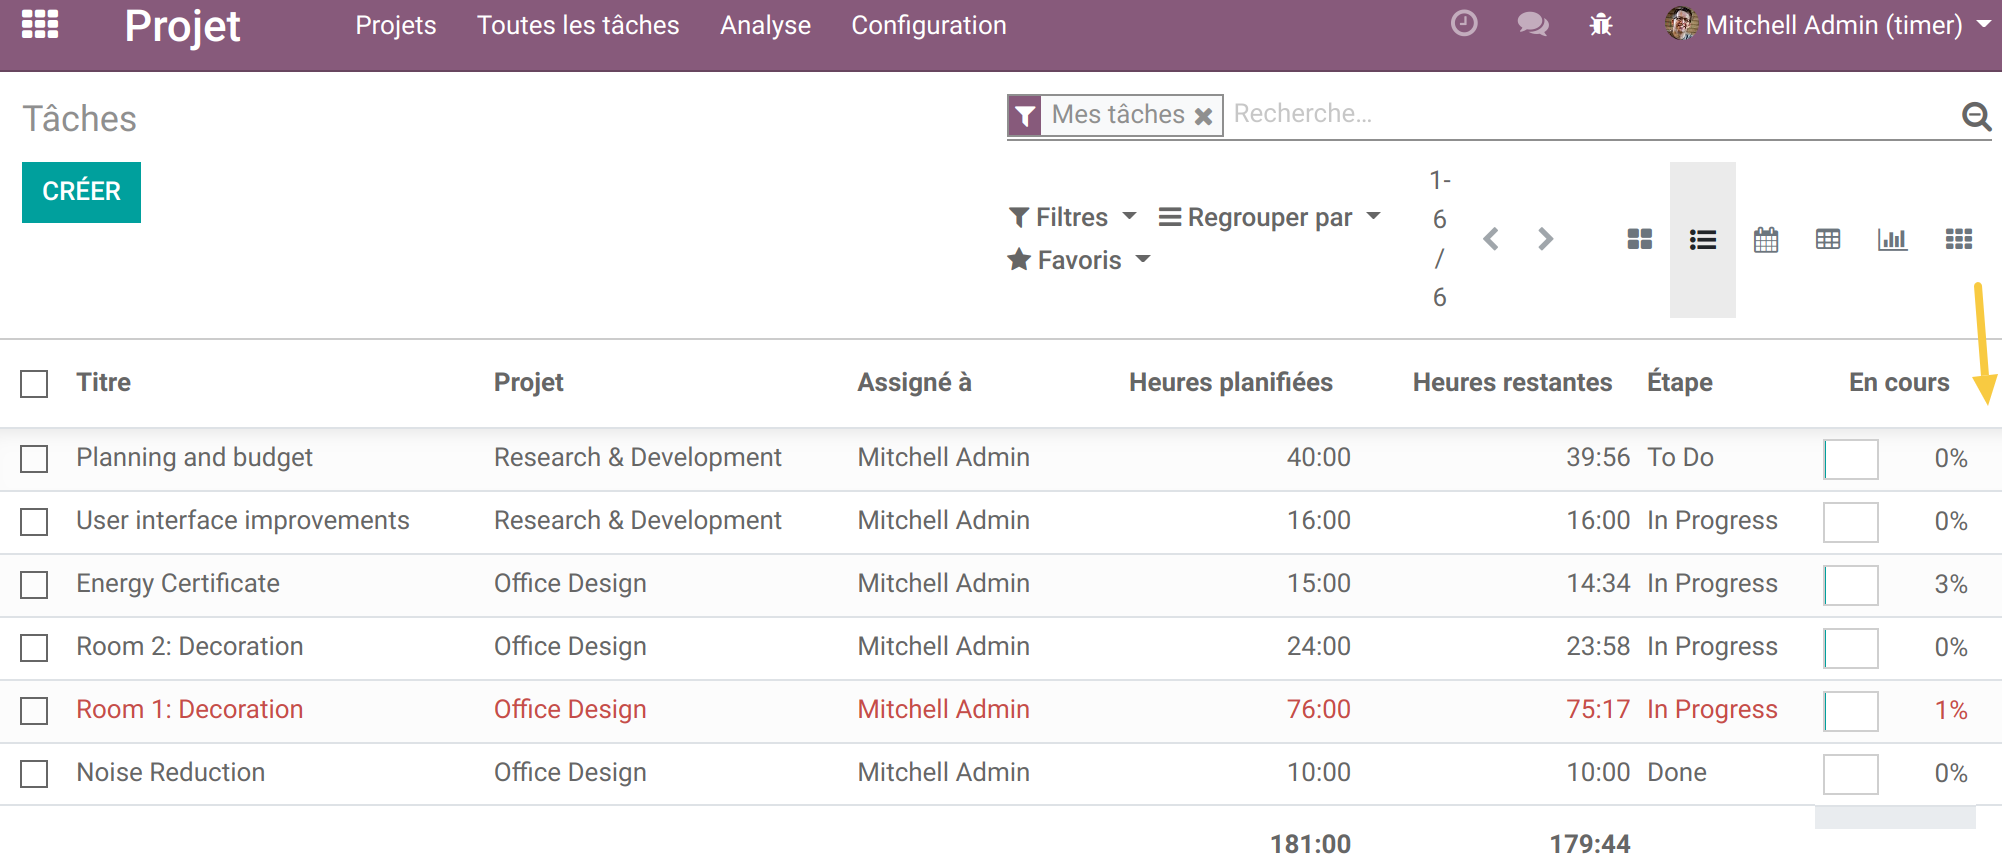 Projet Projets Toutes les tâches Analyse Configuration Mitchell Admin (timer)
Tâches Mes tâches Recherche...
CRÉER
Filtres Regrouper par
Favoris
1-
6
/
6
Titre Projet Assigné à Heures planifiées Heures restantes Étape En cours
Planning and budget Research & Development Mitchell Admin 40:00 39:56 To Do 0%
User interface improvements Research & Development Mitchell Admin 16:00 16:00 In Progress 0%
Energy Certificate Office Design Mitchell Admin 15:00 14:34 In Progress 3%
Room 2: Decoration Office Design Mitchell Admin 24:00 23:58 In Progress 0%
Room 1: Decoration Office Design Mitchell Admin 76:00 75:17 In Progress 1%
Noise Reduction Office Design Mitchell Admin 10:00 10:00 Done 0%
181:00 179:44